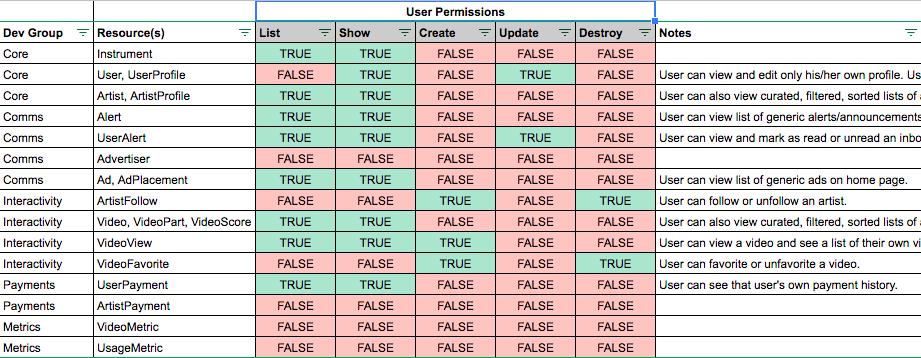 User Permissions
Dev Group Resource(s) List Show Create Update Destroy Notes
Core Instrument TRUE TRUE FALSE FALSE FALSE
Core User, UserProfile FALSE TRUE FALSE TRUE FALSE User can view and edit only his/her own profile. Us
Core Artist, ArtistProfile TRUE TRUE FALSE FALSE FALSE User can also view curated, filtered, sorted lists of
Comms Alert TRUE TRUE FALSE FALSE FALSE User can view list of generic alerts/announcements
Comms UserAlert TRUE TRUE FALSE TRUE FALSE User can view and mark as read or unread an inbo
Comms Advertiser FALSE FALSE FALSE FALSE FALSE
Comms Ad, AdPlacement TRUE TRUE FALSE FALSE FALSE User can view list of generic ads on home page.
Interactivity ArtistFollow FALSE FALSE TRUE FALSE TRUE User can follow or unfollow an artist.
Interactivity Video, VideoPart, VideoScore TRUE TRUE FALSE FALSE FALSE User can also view curated, filtered, sorted lists of
Interactivity VideoView TRUE TRUE TRUE FALSE FALSE User can view a video and see a list of their own vi
Interactivity VideoFavorite FALSE FALSE TRUE FALSE TRUE User can favorite or unfavorite a video.
Payments UserPayment TRUE TRUE FALSE FALSE FALSE User can see that user's own payment history.
Payments ArtistPayment FALSE FALSE FALSE FALSE FALSE
Metrics VideoMetric FALSE FALSE FALSE FALSE FALSE
Metrics UsageMetric FALSE FALSE FALSE FALSE FALSE